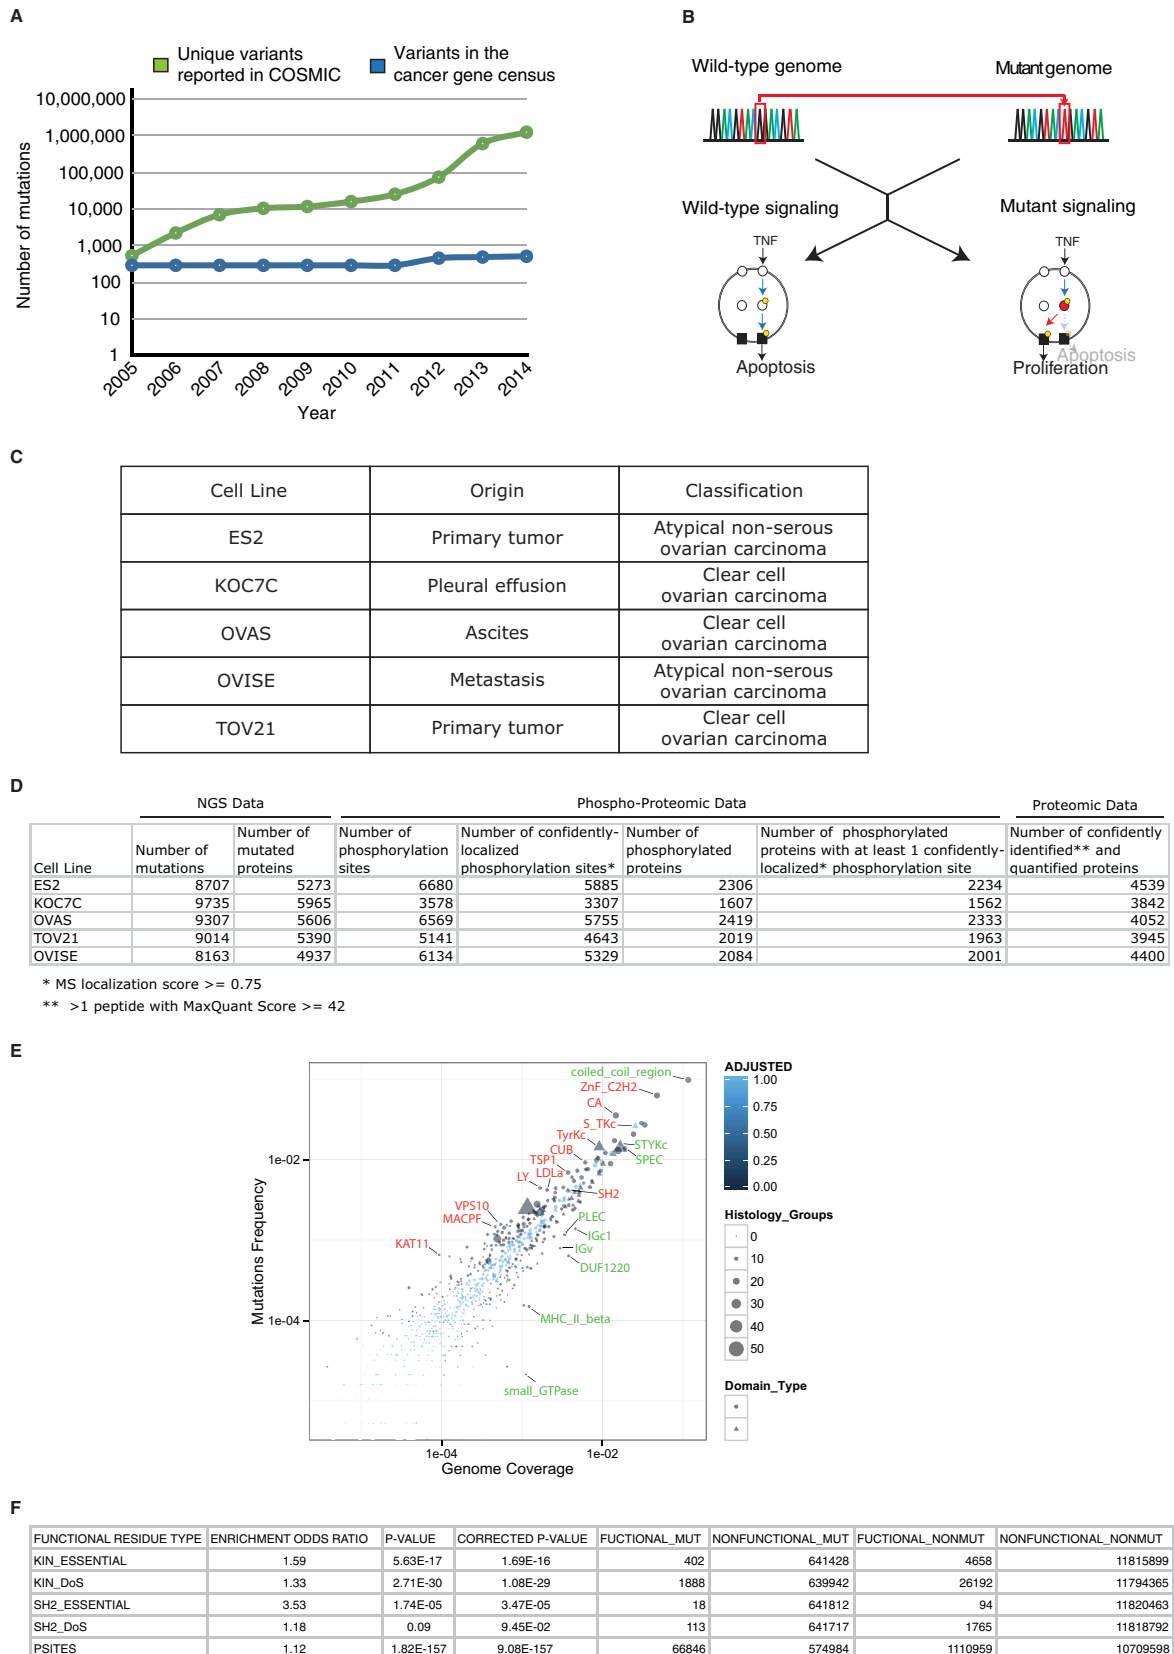 A
Unique variants
reported in COSMIC
Variants in the
cancer gene census
10,000,000
1,000,000
100,000
10,000
1,000
100
10
1
Number of mutations
2005
2006
2007
2008
2009
2010
2011
2012
2013
2014
Year
B
Wild-type genome
Mutant genome
Wild-type signaling
Mutant signaling
TNF
TNF
Apoptosis
Apoptosis
Proliferation
C
Cell Line Origin Classification
ES2 Primary tumor Atypical non-serous
ovarian carcinoma
KOC7C Pleural effusion Clear cell
ovarian carcinoma
OVAS Ascites Clear cell
ovarian carcinoma
OVISE Metastasis Atypical non-serous
ovarian carcinoma
TOV21 Primary tumor Clear cell
ovarian carcinoma
D
NGS Data Phospho-Proteomic Data Proteomic Data
Cell Line
Number of
mutations
Number of
mutated
proteins
Number of
phosphorylation
sites
Number of confidently-
localized
phosphorylation sites*
Number of
phosphorylated
proteins
Number of phosphorylated
proteins with at least 1 confidently-
localized* phosphorylation site
Number of confidently
identified** and
quantified proteins
ES2 8707 5273 6680 5885 2306 2234 4539
KOC7C 9735 5965 3578 3307 1607 1562 3842
OVAS 9307 5606 6569 5755 2419 2333 4052
TOV21 9014 5390 5141 4643 2019 1963 3945
OVISE 8163 4937 6134 5329 2084 2001 4400
* MS localization score >= 0.75
** >1 peptide with MaxQuant Score >= 42
E
coiled_coil_region
ZnF_C2H2
CA
S_TKc
TyrKc
STYKc
CUB
SPEC
TSP1
LY
LDLa
SH2
VPS10
MACPF
PLEC
IGc1
KAT11
IGv
DUF1220
MHC_II_beta
small_GTPase
1e-02
1e-04
Mutations Frequency
1e-04
1e-02
Genome Coverage
ADJUSTED
1.00
0.75
0.50
0.25
0.00
Histology_Groups
0
10
20
30
40
50
Domain_Type
F
FUNCTIONAL RESIDUE TYPE ENRICHMENT ODDS RATIO P-VALUE CORRECTED P-VALUE FUCTIONAL_MUT NONFUNCTIONAL_MUT FUCTIONAL_NONMUT NONFUNCTIONAL_NONMUT
KIN_ESSENTIAL 1.59 5.63E-17 1.69E-16 402 641428 4658 11815899
KIN_DoS 1.33 2.71E-30 1.08E-29 1888 639942 26192 11794365
SH2_ESSENTIAL 3.53 1.74E-05 3.47E-05 18 641812 94 11820463
SH2_DoS 1.18 0.09 9.45E-02 113 641717 1765 11818792
PSITES 1.12 1.82E-157 9.08E-157 66846 574984 1110959 10709598